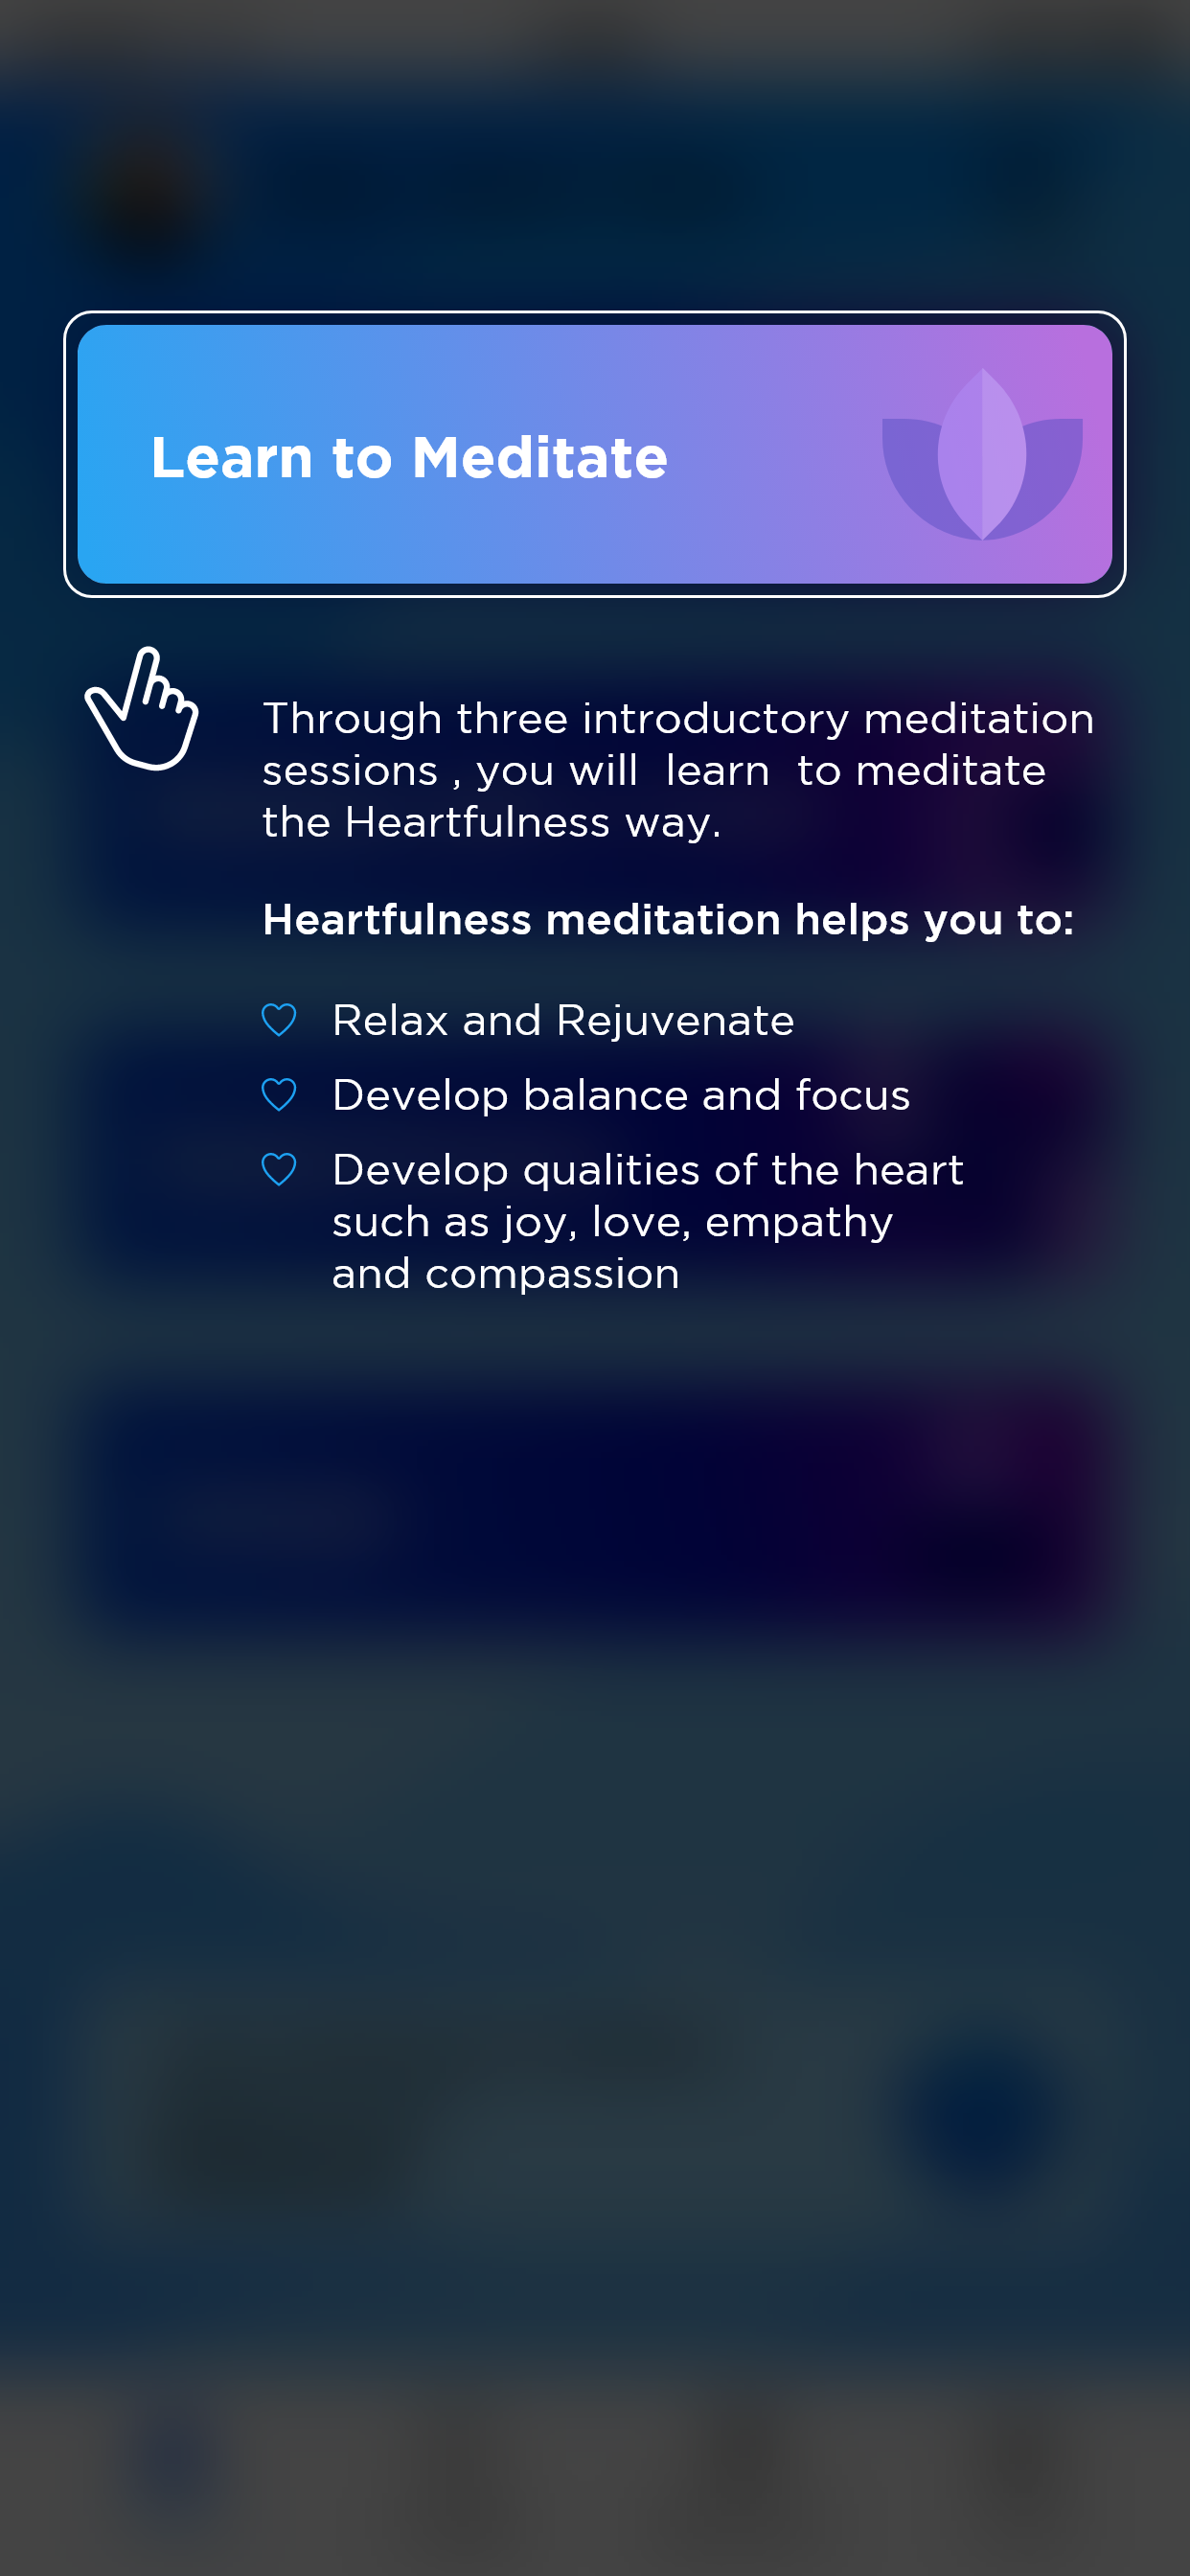 Learn to Meditate
Through three introductory meditation
sessions , you will  learn  to meditate
the Heartfulness way.
Heartfulness meditation helps you to:
Relax and Rejuvenate
Develop balance and focus
Develop qualities of the heart
such as joy, love, empathy
and compassion